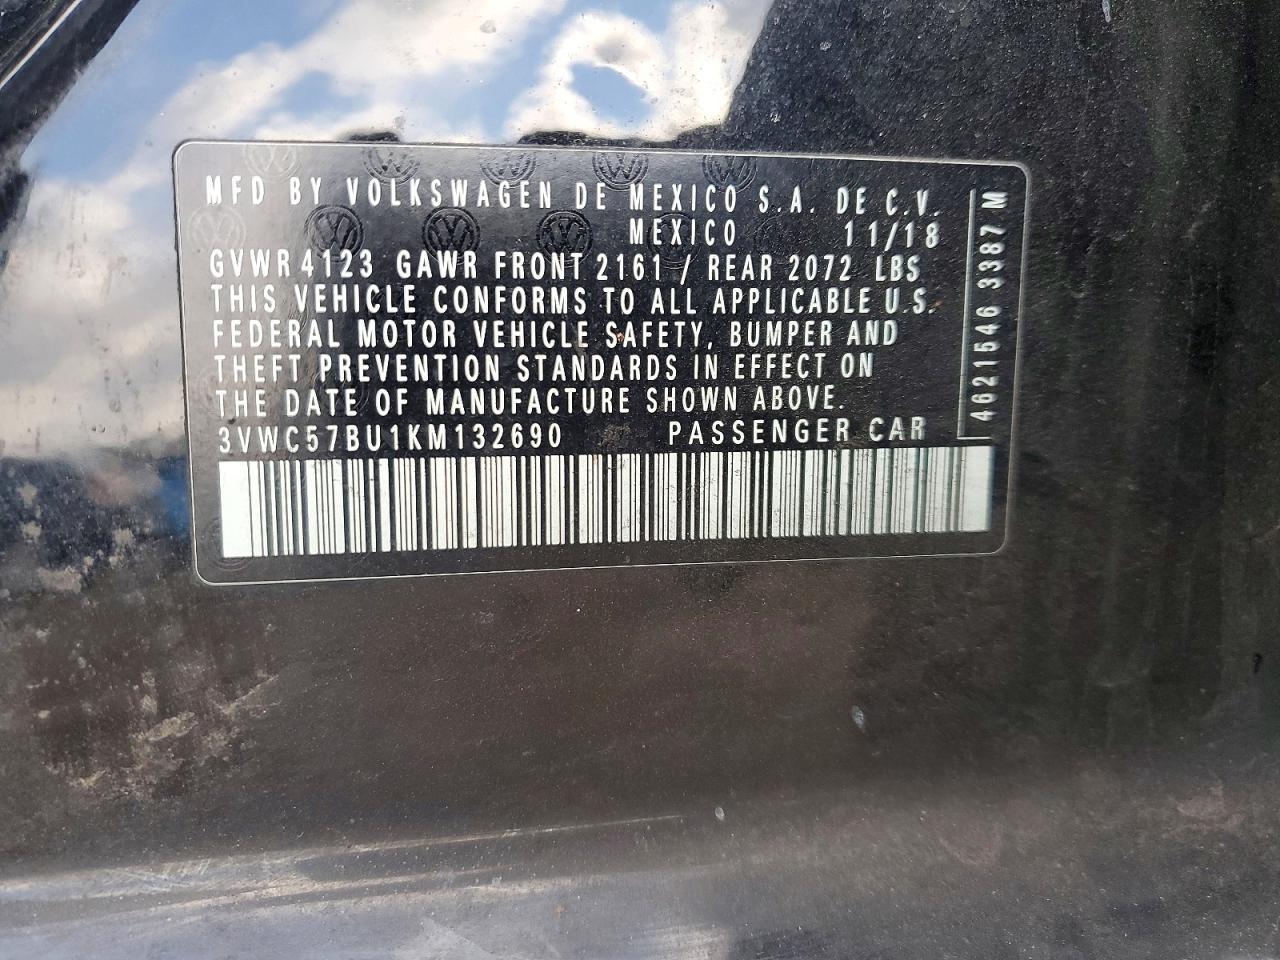 MFD BY VOLKSWAGEN DE MEXICO S.A. DE C.V.
MEXICO 11/18
GVWR 4123 GAWR FRONT 2161 / REAR 2072 LBS
THIS VEHICLE CONFORMS TO ALL APPLICABLE U.S.
FEDERAL MOTOR VEHICLE SAFETY, BUMPER AND
THEFT PREVENTION STANDARDS IN EFFECT ON
THE DATE OF MANUFACTURE SHOWN ABOVE.
3VWC57BU1KM132690 PASSENGER CAR
4621546 3387 M